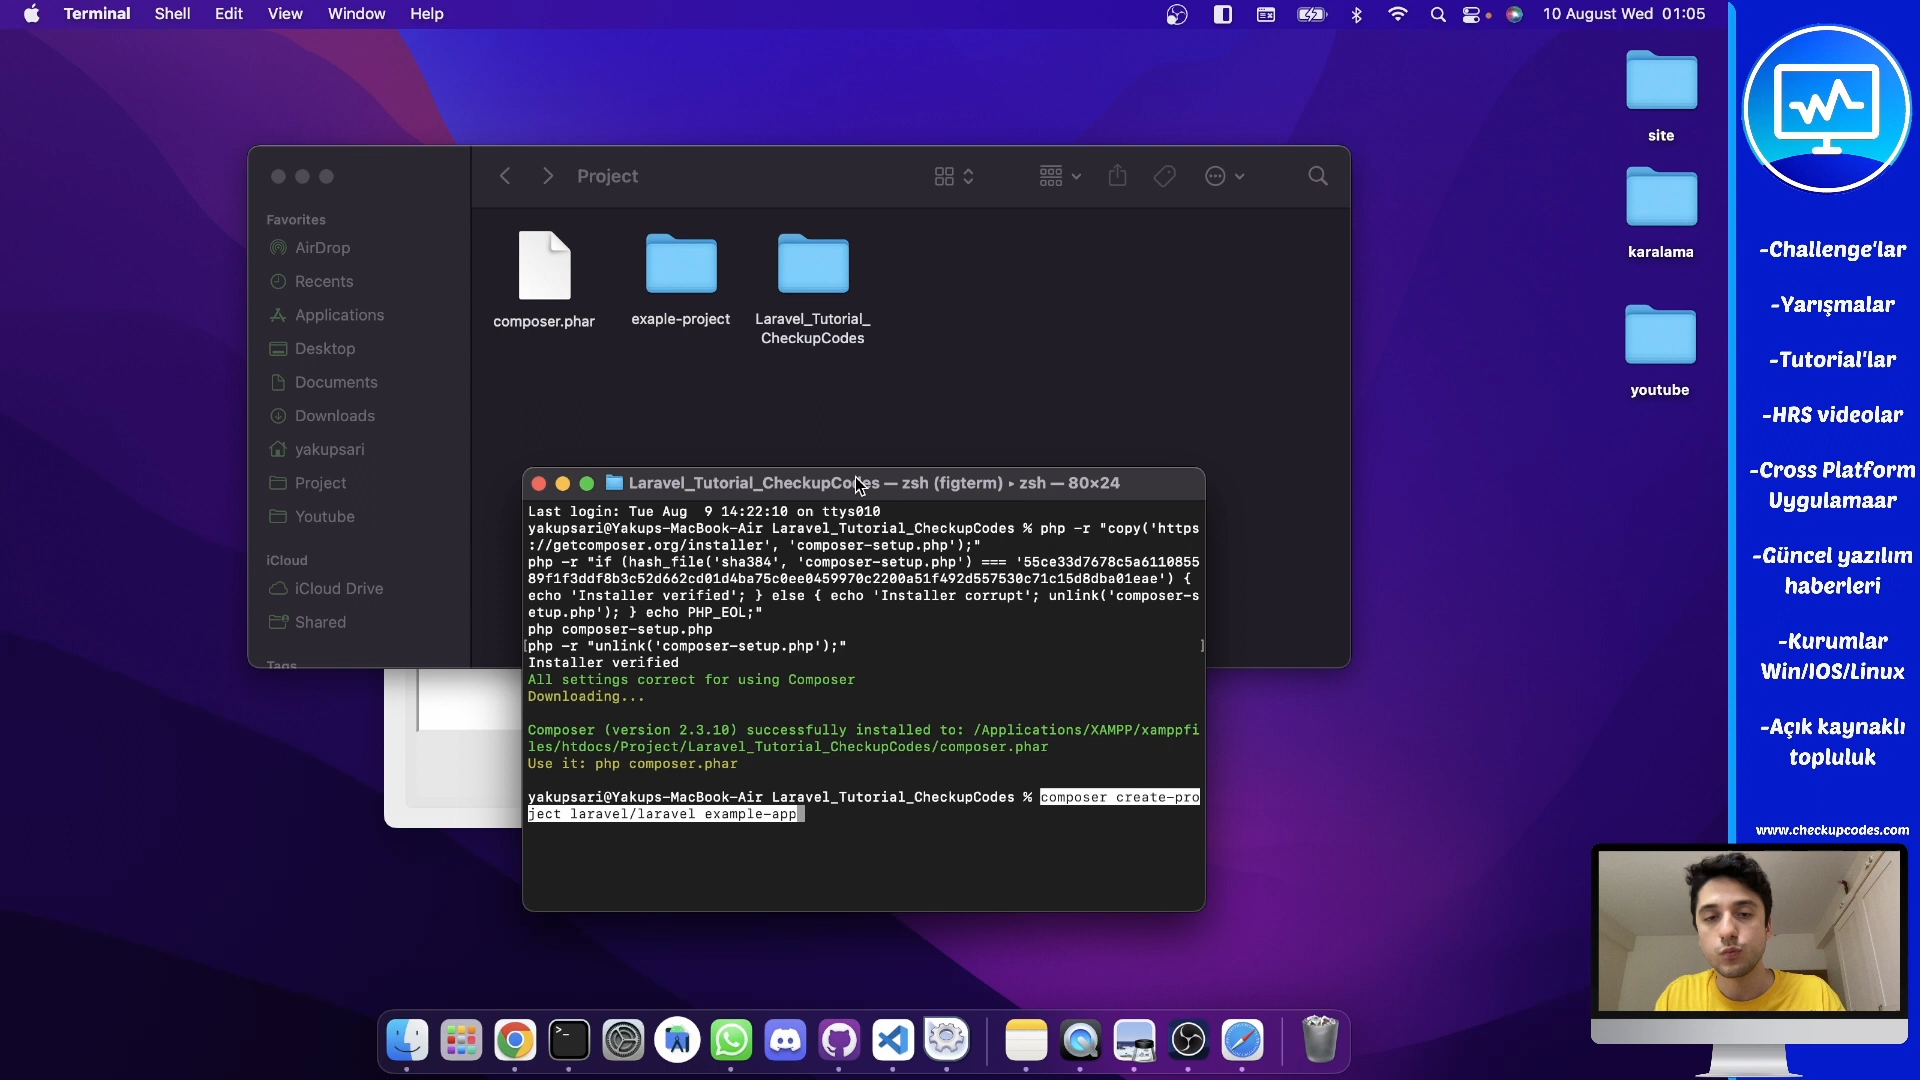 Terminal Shell Edit View Window Help
10 August Wed 01:05
site
karalama
youtube
Favorites
AirDrop
Recents
Applications
Desktop
Documents
Downloads
yakupsari
Project
Youtube
iCloud
iCloud Drive
Shared
Tags
Project
composer.phar
exaple-project
Laravel_Tutorial_
CheckupCodes
Laravel_Tutorial_CheckupCodes — zsh (figterm) ▸ zsh — 80×24
Last login: Tue Aug  9 14:22:10 on ttys010
yakupsari@Yakups-MacBook-Air Laravel_Tutorial_CheckupCodes % php -r "copy('https
://getcomposer.org/installer', 'composer-setup.php');"
php -r "if (hash_file('sha384', 'composer-setup.php') === '55ce33d7678c5a6110855
89f1f3ddf8b3c52d662cd01d4ba75c0ee0459970c2200a51f492d557530c71c15d8dba01eae') {
echo 'Installer verified'; } else { echo 'Installer corrupt'; unlink('composer-s
etup.php'); } echo PHP_EOL;"
php composer-setup.php
[php -r "unlink('composer-setup.php');" ]
Installer verified
All settings correct for using Composer
Downloading...
Composer (version 2.3.10) successfully installed to: /Applications/XAMPP/xamppfi
les/htdocs/Project/Laravel_Tutorial_CheckupCodes/composer.phar
Use it: php composer.phar
yakupsari@Yakups-MacBook-Air Laravel_Tutorial_CheckupCodes % composer create-pro
ject laravel/laravel example-app
-Challenge'lar
-Yarışmalar
-Tutorial'lar
-HRS videolar
-Cross Platform
Uygulamaar
-Güncel yazılım
haberleri
-Kurumlar
Win/IOS/Linux
-Açık kaynaklı
topluluk
www.checkupcodes.com